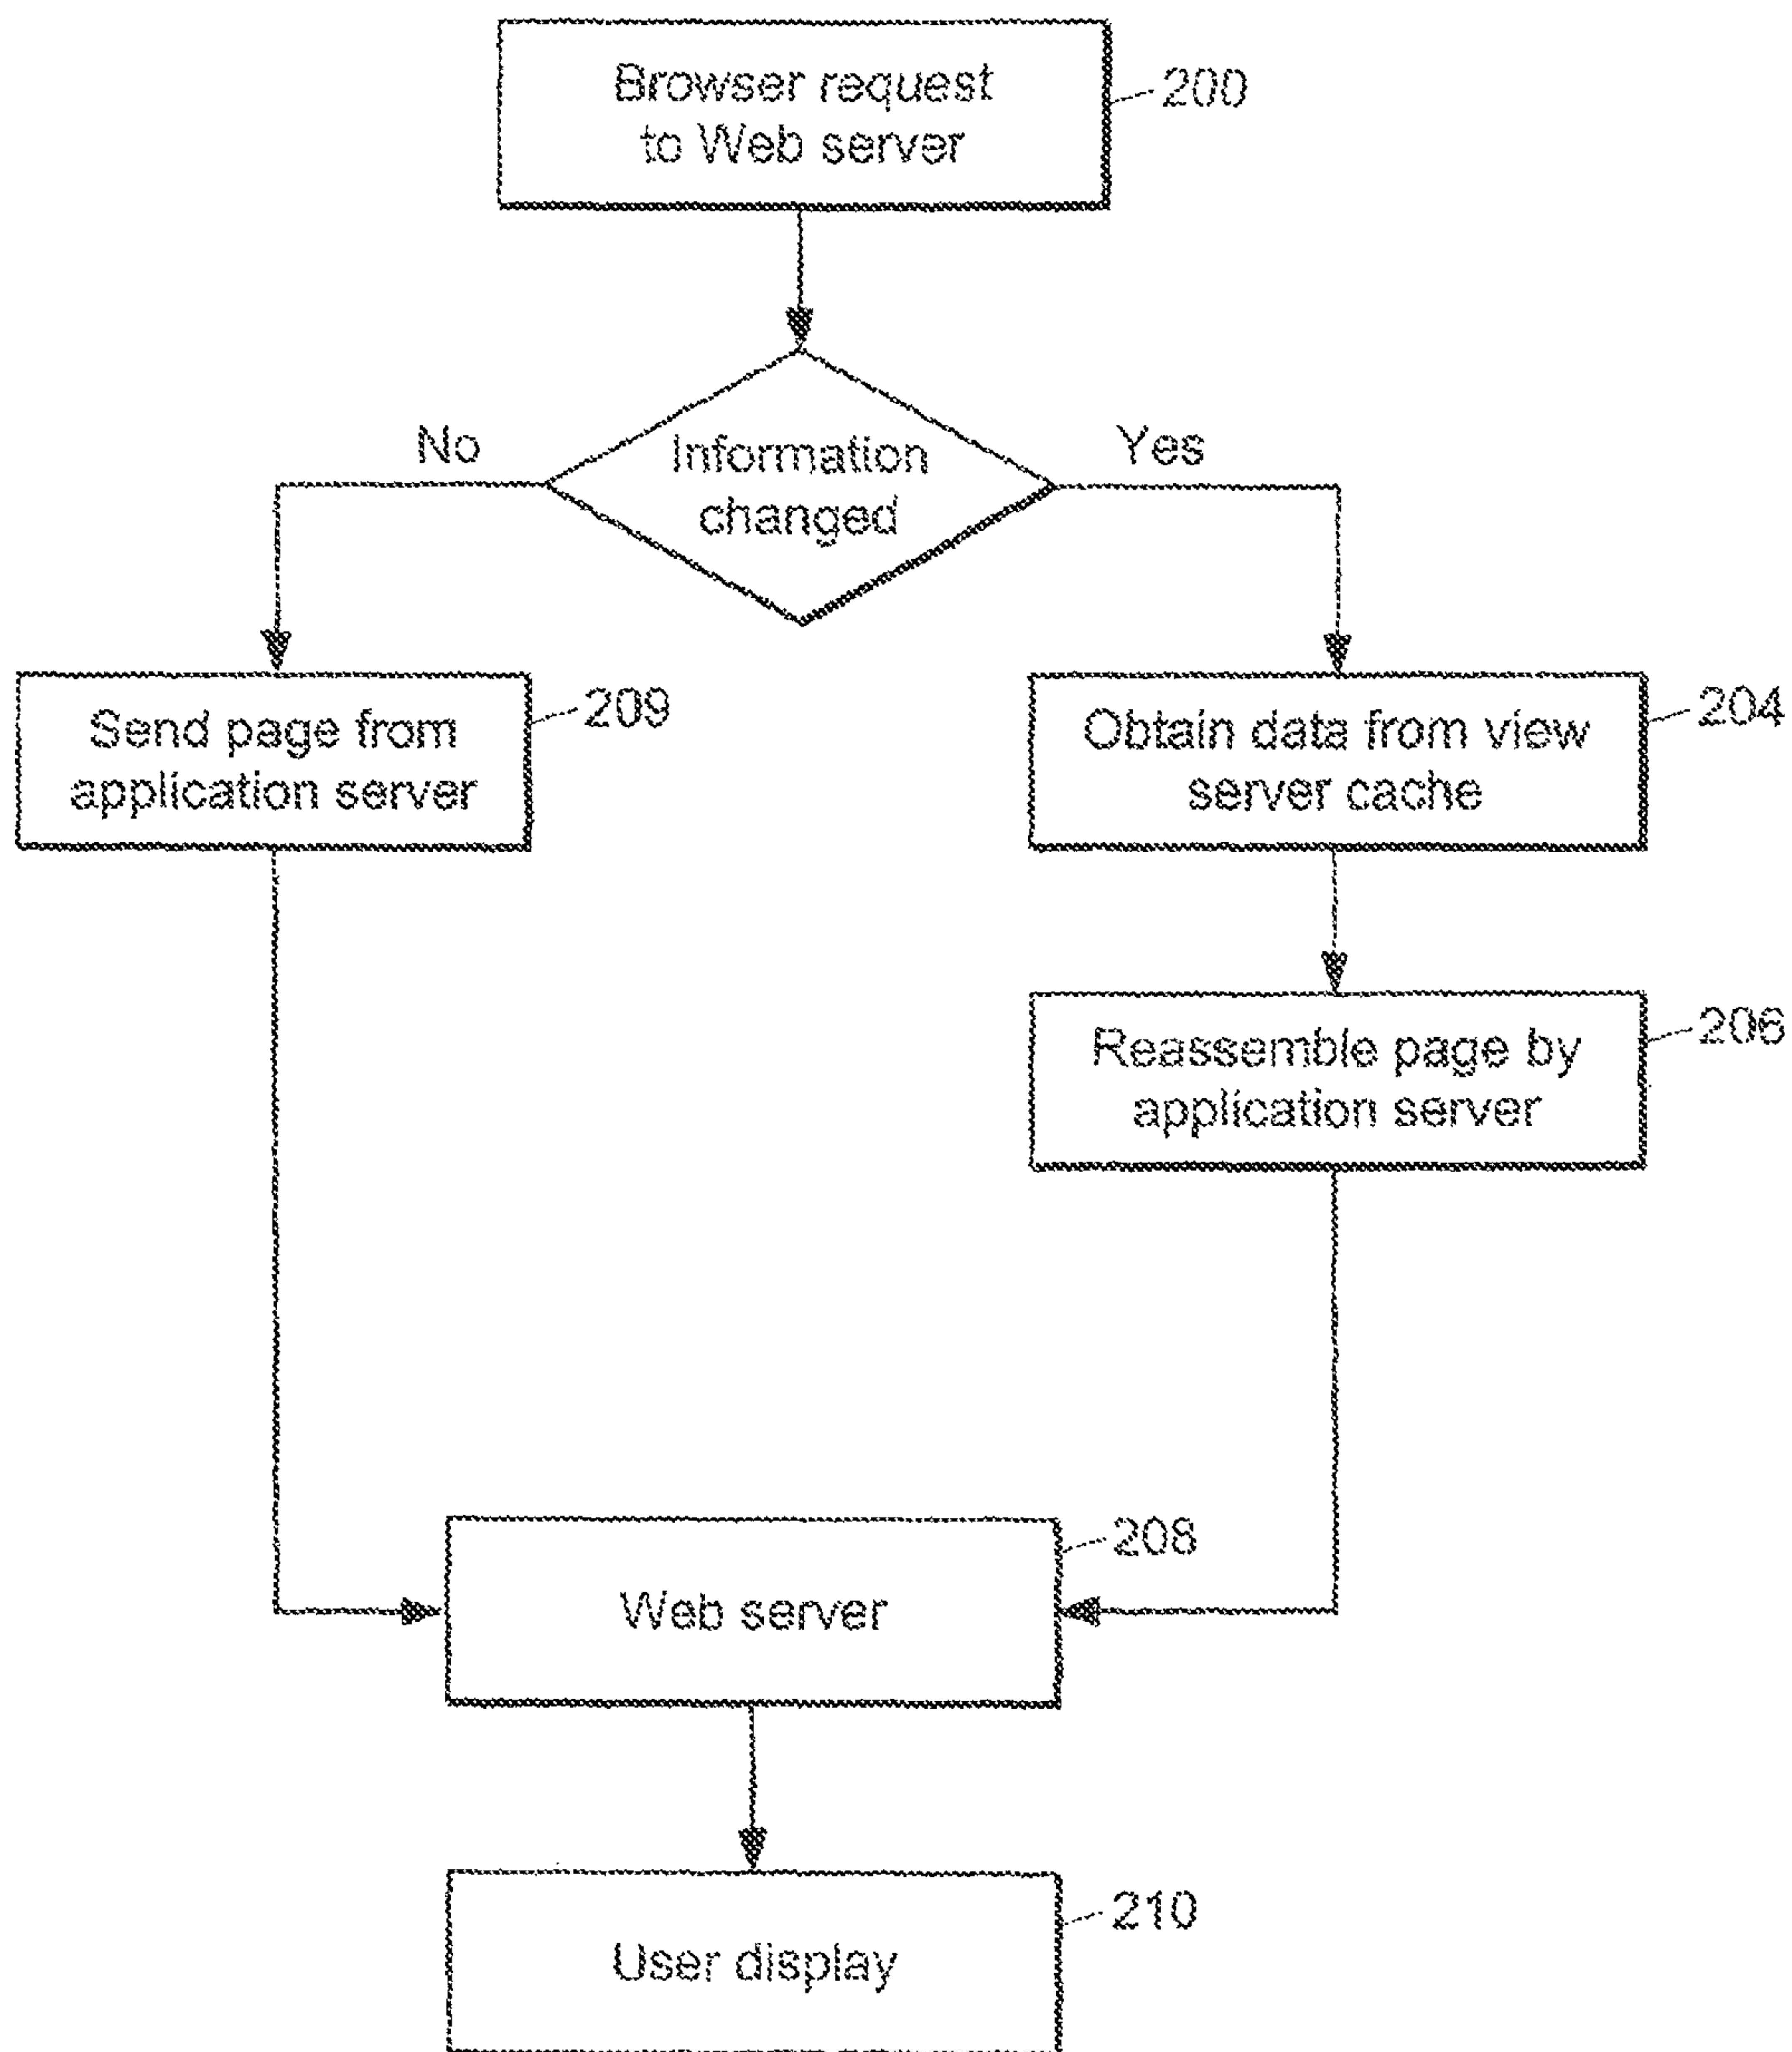 Browser request
to Web server
200
No
Information
changed
Yes
Send page from
application server
209
Obtain data from view
server cache
204
Reassemble page by
application server
206
Web server
208
User display
210